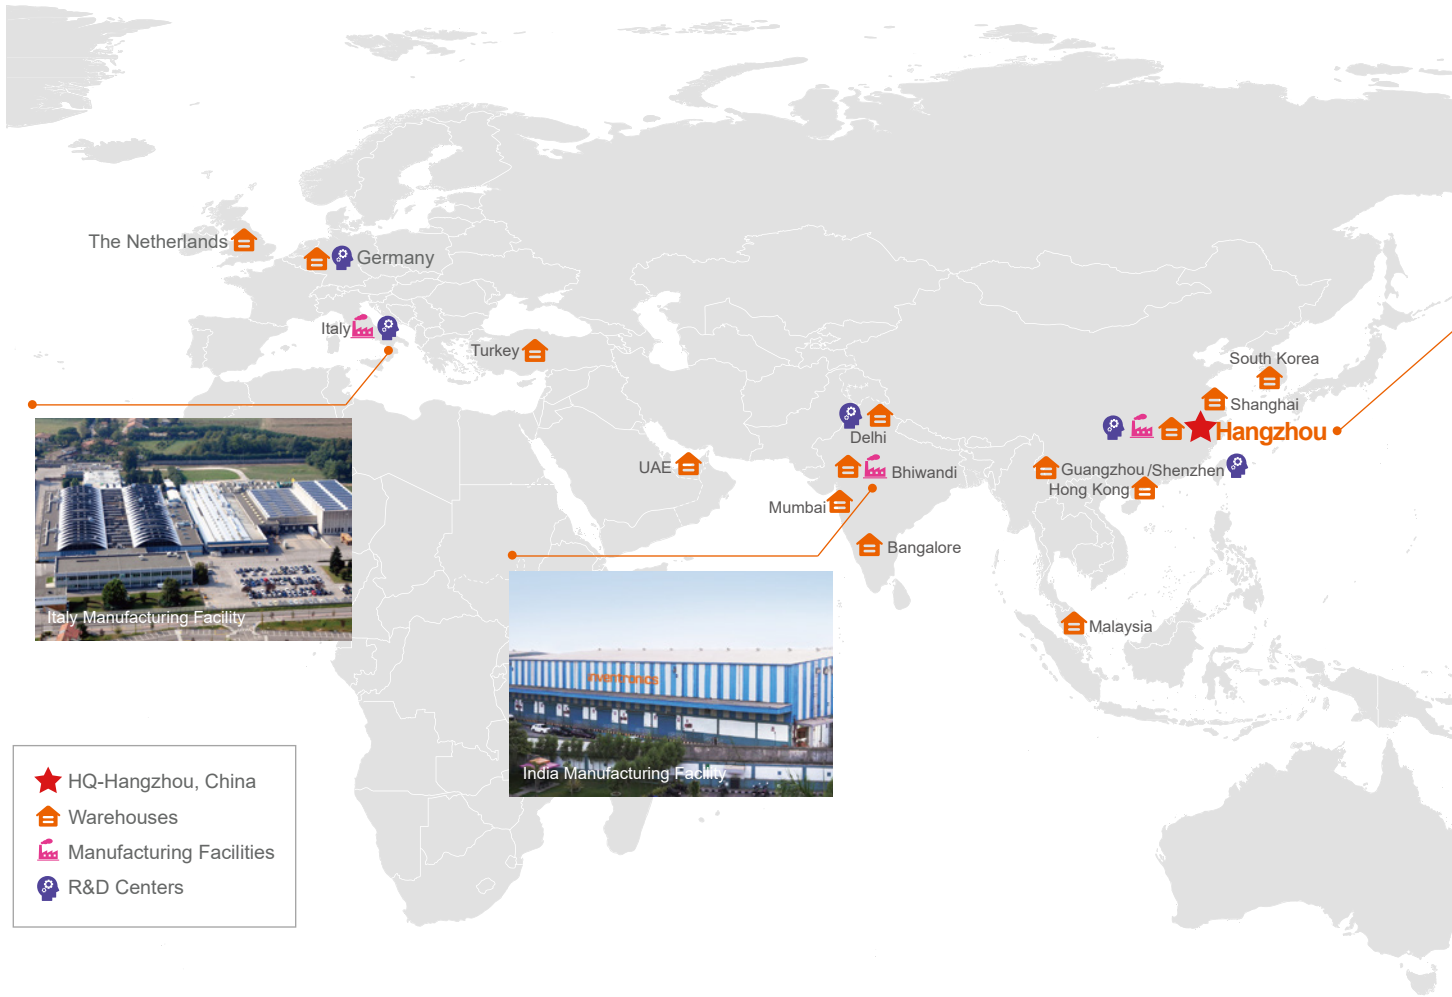 The Netherlands
Germany
Italy
Turkey
South Korea
Shanghai
Hangzhou
Delhi
UAE
Bhiwandi
Guangzhou/Shenzhen
Hong Kong
Mumbai
Bangalore
Malaysia
Italy Manufacturing Facility
inventronics
India Manufacturing Facility
HQ-Hangzhou, China
Warehouses
Manufacturing Facilities
R&D Centers